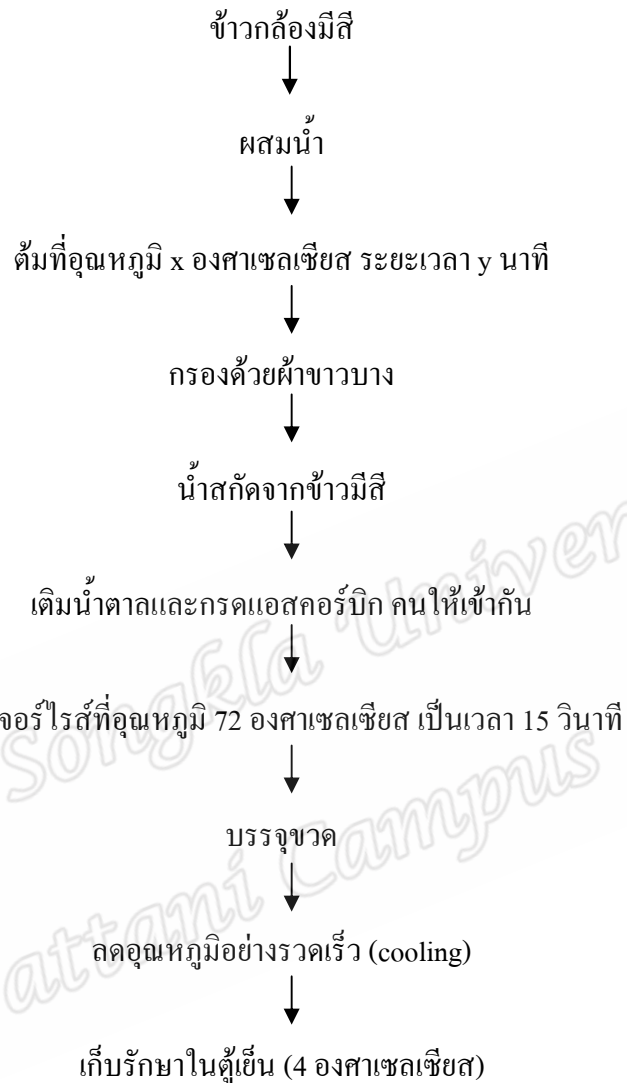 ข้าวกล้องมีสี
ผสมน้ำ
ต้มที่อุณหภูมิ x องศาเซลเซียส ระยะเวลา y นาที
กรองด้วยผ้าขาวบาง
น้ำสกัดจากข้าวมีสี
เติมน้ำตาลและกรดแอสคอร์บิก คนให้เข้ากัน
จอร์ไรส์ที่อุณหภูมิ 72 องศาเซลเซียส เป็นเวลา 15 วินาที
บรรจุขวด
ลดอุณหภูมิอย่างรวดเร็ว (cooling)
เก็บรักษาในตู้เย็น (4 องศาเซลเซียส)
Songkla Univer
attani Campus